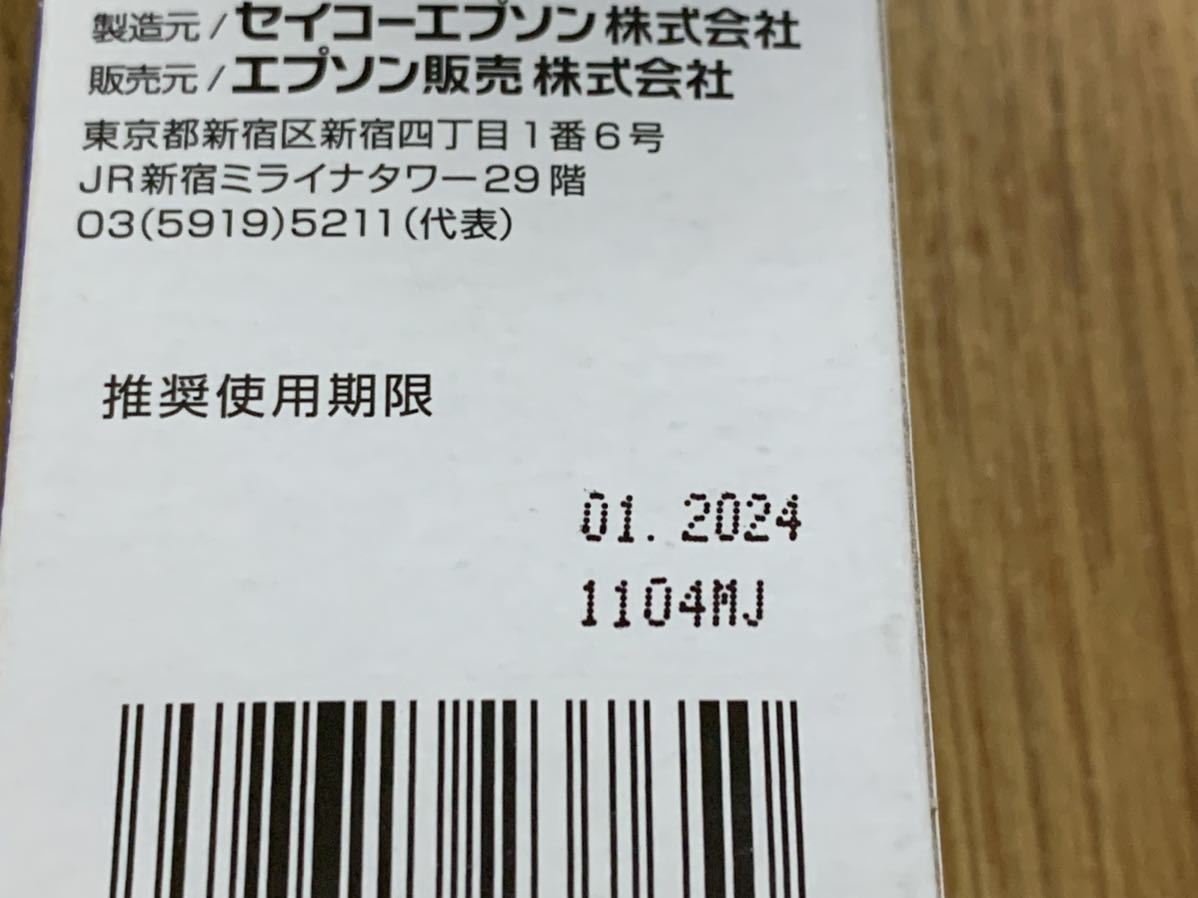 製造元/セイコーエプソン株式会社
販売元/エプソン販売株式会社
東京都新宿区新宿四丁目1番6号
JR新宿ミライナタワー29階
03(5919)5211(代表)
推奨使用期限
01.2024
1104MJ